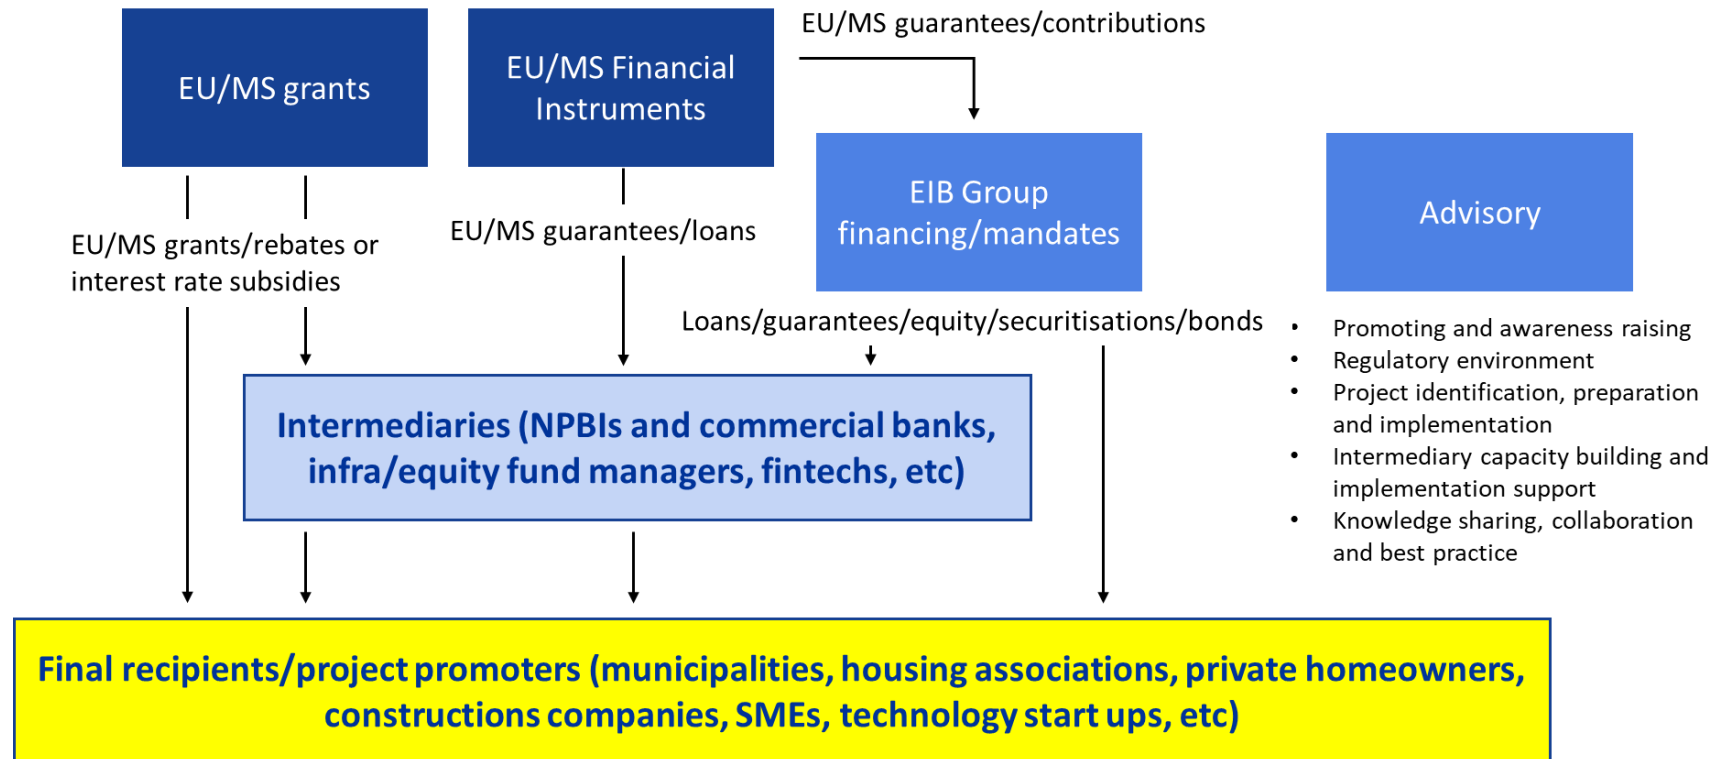 EU/MS guarantees/contributions
EU/MS grants
EU/MS Financial
Instruments
EIB Group
financing/mandates
Advisory
EU/MS grants/rebates or
interest rate subsidies
EU/MS guarantees/loans
Loans/guarantees/equity/securitisations/bonds
• Promoting and awareness raising
• Regulatory environment
• Project identification, preparation
and implementation
• Intermediary capacity building and
implementation support
• Knowledge sharing, collaboration
and best practice
Intermediaries (NPBIs and commercial banks,
infra/equity fund managers, fintechs, etc)
Final recipients/project promoters (municipalities, housing associations, private homeowners,
constructions companies, SMEs, technology start ups, etc)